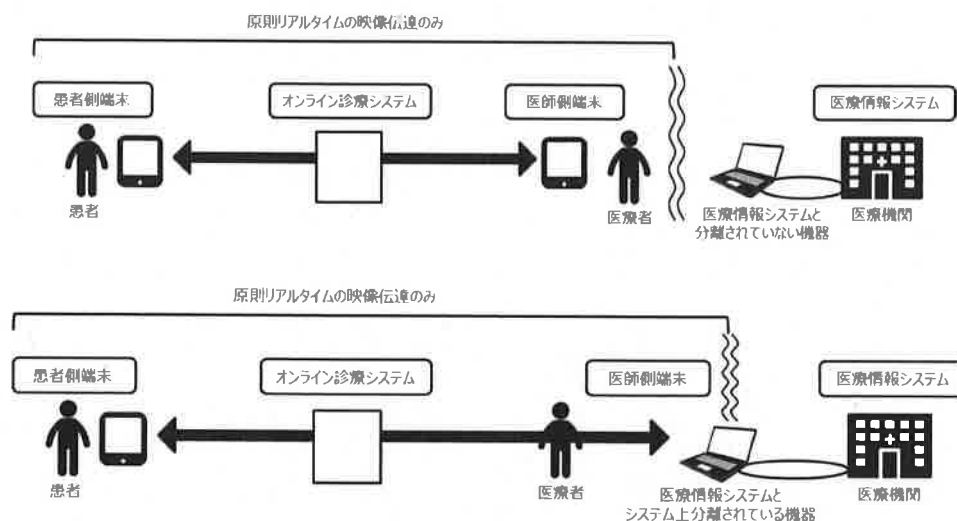 原則リアルタイムの映像伝達のみ
患者側端末
オンライン診療システム
医師側端末
医療情報システム
患者
医療者
医療情報システムと
分離されていない機器
医療機関
原則リアルタイムの映像伝達のみ
患者側端末
オンライン診療システム
医師側端末
医療情報システム
患者
医療者
医療情報システムと
システム上分離されている機器
医療機関